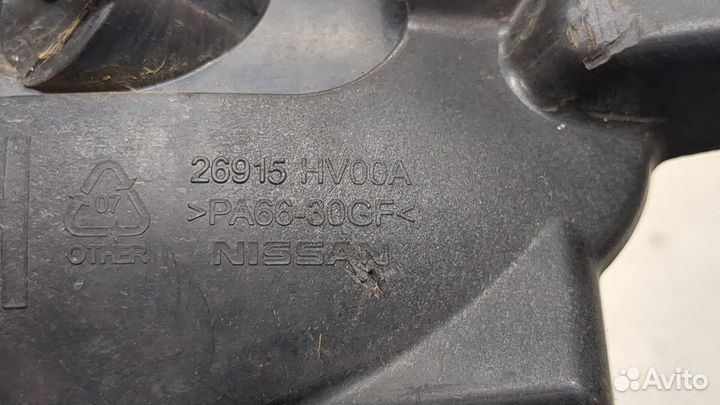 26915 HV00A
>PA66-30GF<
NISSAN
07
OTHER
Avito